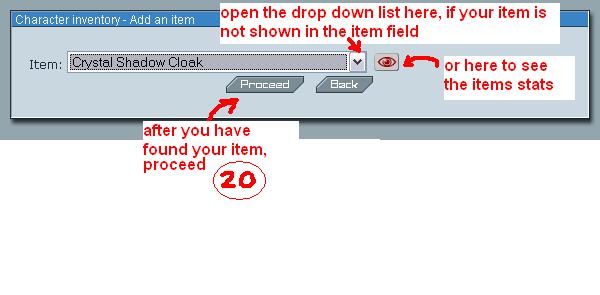 Character inventory - Add an item
open the drop down list here, if your item is
not shown in the item field
Item: Crystal Shadow Cloak
Proceed Back
or here to see
the items stats
after you have
found your item,
proceed
20